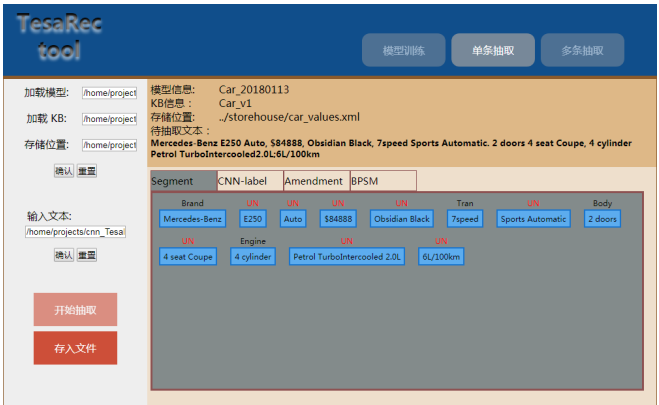 TesaRec
tool
模型训练
单条抽取
多条抽取
加载模型:
/home/project
加载 KB:
/home/project
存储位置:
/home/project
确认 重置
输入文本:
/home/projects/cnn_Tesal
确认 重置
开始抽取
存入文件
模型信息: Car_20180113
KB信息： Car_v1
存储位置: ../storehouse/car_values.xml
待抽取文本：
Mercedes-Benz E250 Auto, $84888, Obsidian Black, 7speed Sports Automatic. 2 doors 4 seat Coupe, 4 cylinder
Petrol TurboIntercooled2.0L;6L/100km
Segment CNN-label Amendment BPSM
Brand UN UN UN UN Tran UN Body
Mercedes-Benz E250 Auto $84888 Obsidian Black 7speed Sports Automatic 2 doors
UN Engine UN UN
4 seat Coupe 4 cylinder Petrol TurboIntercooled 2.0L 6L/100km